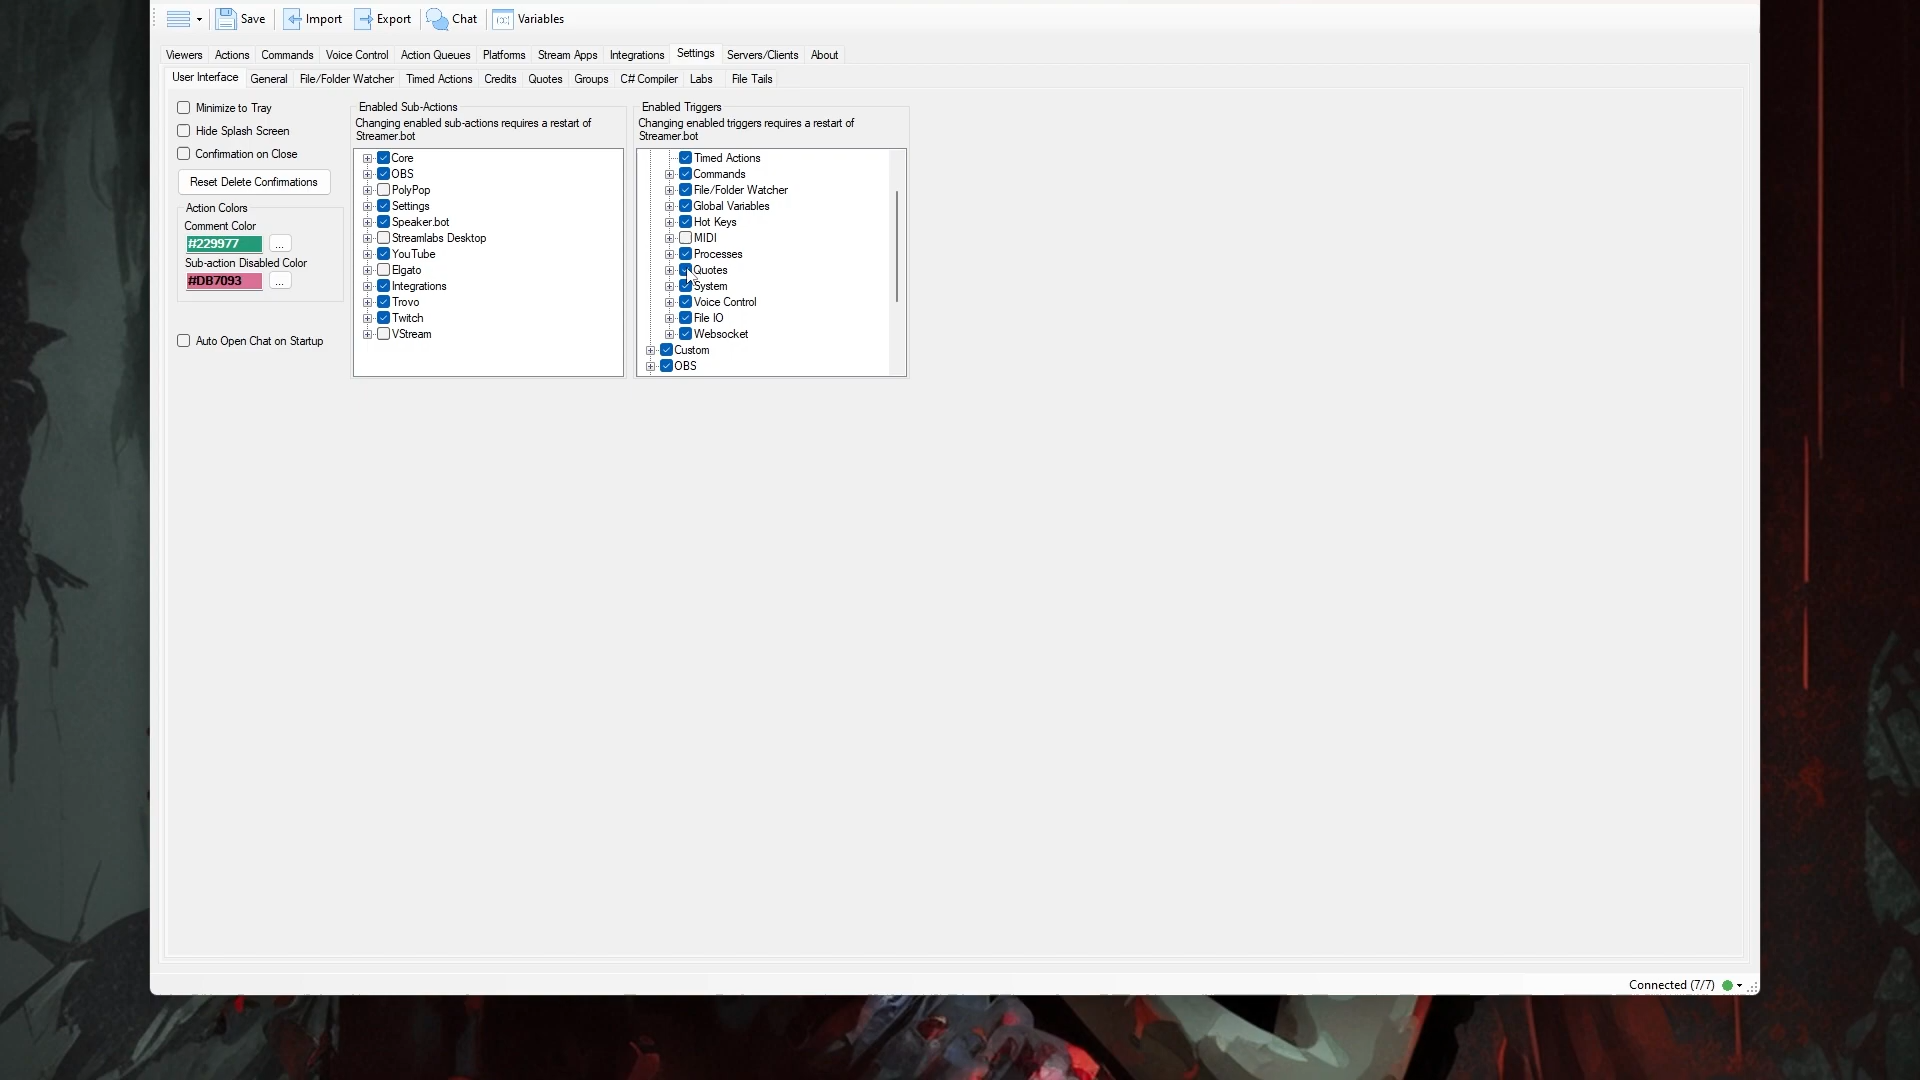 Save Import Export Chat Variables
Viewers Actions Commands Voice Control Action Queues Platforms Stream Apps Integrations Settings Servers/Clients About
User Interface General File/Folder Watcher Timed Actions Credits Quotes Groups C# Compiler Labs File Tails
Minimize to Tray
Hide Splash Screen
Confirmation on Close
Reset Delete Confirmations
Action Colors
Comment Color
#229977 ...
Sub-action Disabled Color
#DB7093 ...
Auto Open Chat on Startup
Enabled Sub-Actions
Changing enabled sub-actions requires a restart of
Streamer.bot
Core
OBS
PolyPop
Settings
Speaker.bot
Streamlabs Desktop
YouTube
Elgato
Integrations
Trovo
Twitch
VStream
Enabled Triggers
Changing enabled triggers requires a restart of
Streamer.bot
Timed Actions
Commands
File/Folder Watcher
Global Variables
Hot Keys
MIDI
Processes
Quotes
System
Voice Control
File IO
Websocket
Custom
OBS
Connected (7/7)